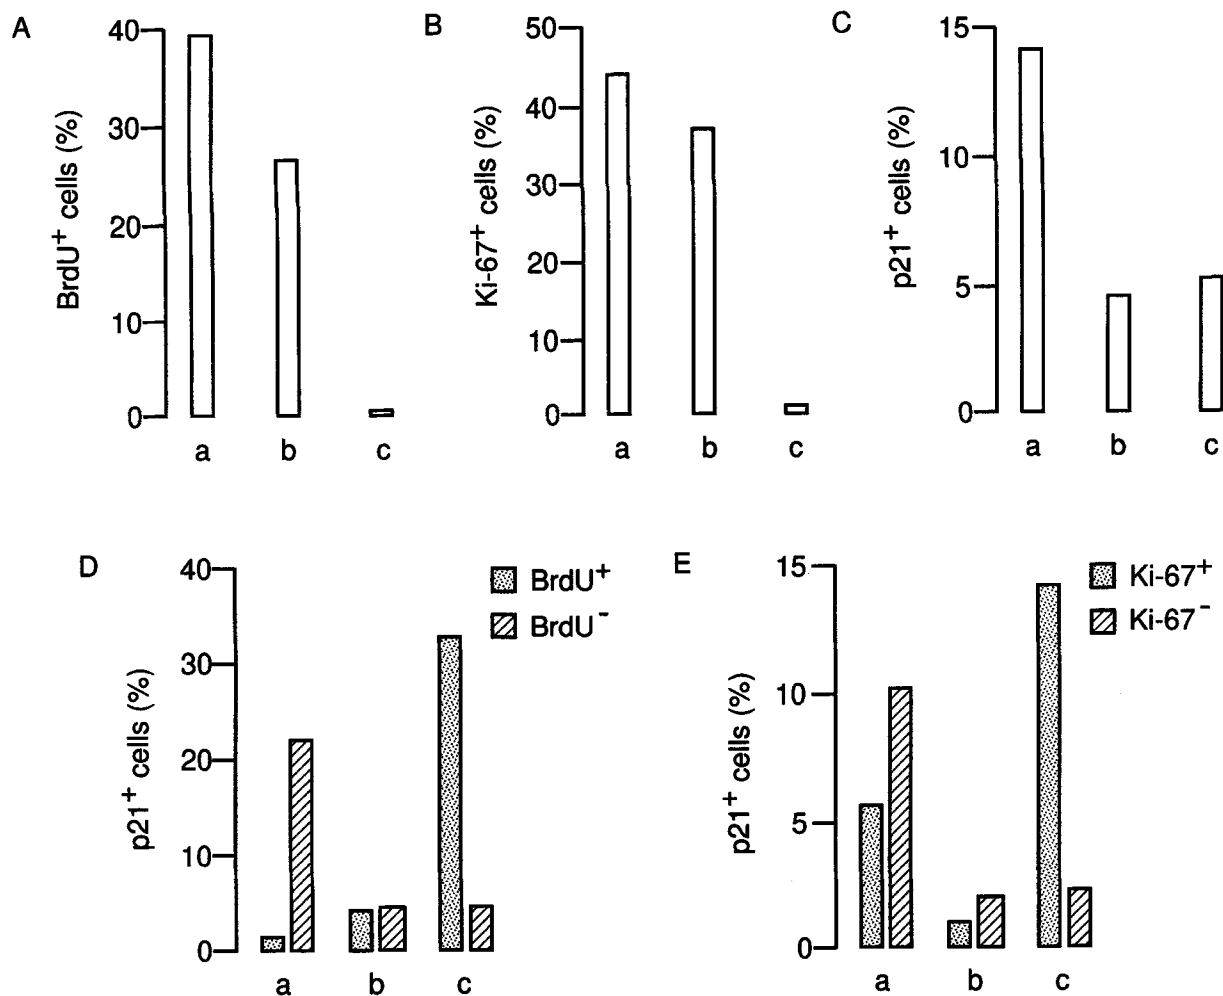 A
BrdU⁺ cells (%)
40
30
20
10
0
a b c
B
Ki-67⁺ cells (%)
50
40
30
20
10
0
a b c
C
p21⁺ cells (%)
15
10
5
0
a b c
D
p21⁺ cells (%)
40
30
20
10
0
a b c
BrdU⁺
BrdU⁻
E
p21⁺ cells (%)
15
10
5
0
a b c
Ki-67⁺
Ki-67⁻